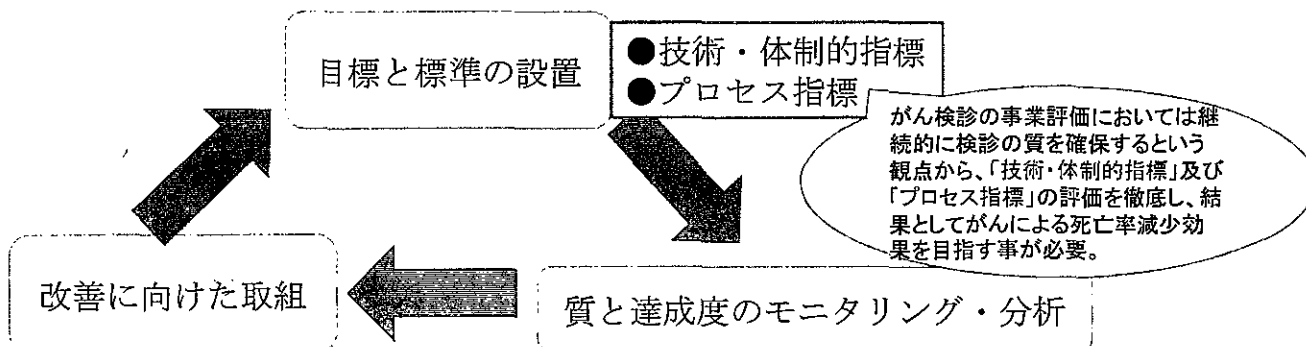 目標と標準の設置
●技術・体制的指標
●プロセス指標
がん検診の事業評価においては継
続的に検診の質を確保するという
観点から、「技術・体制的指標」及び
「プロセス指標」の評価を徹底し、結
果としてがんによる死亡率減少効
果を目指す事が必要。
改善に向けた取組
質と達成度のモニタリング・分析